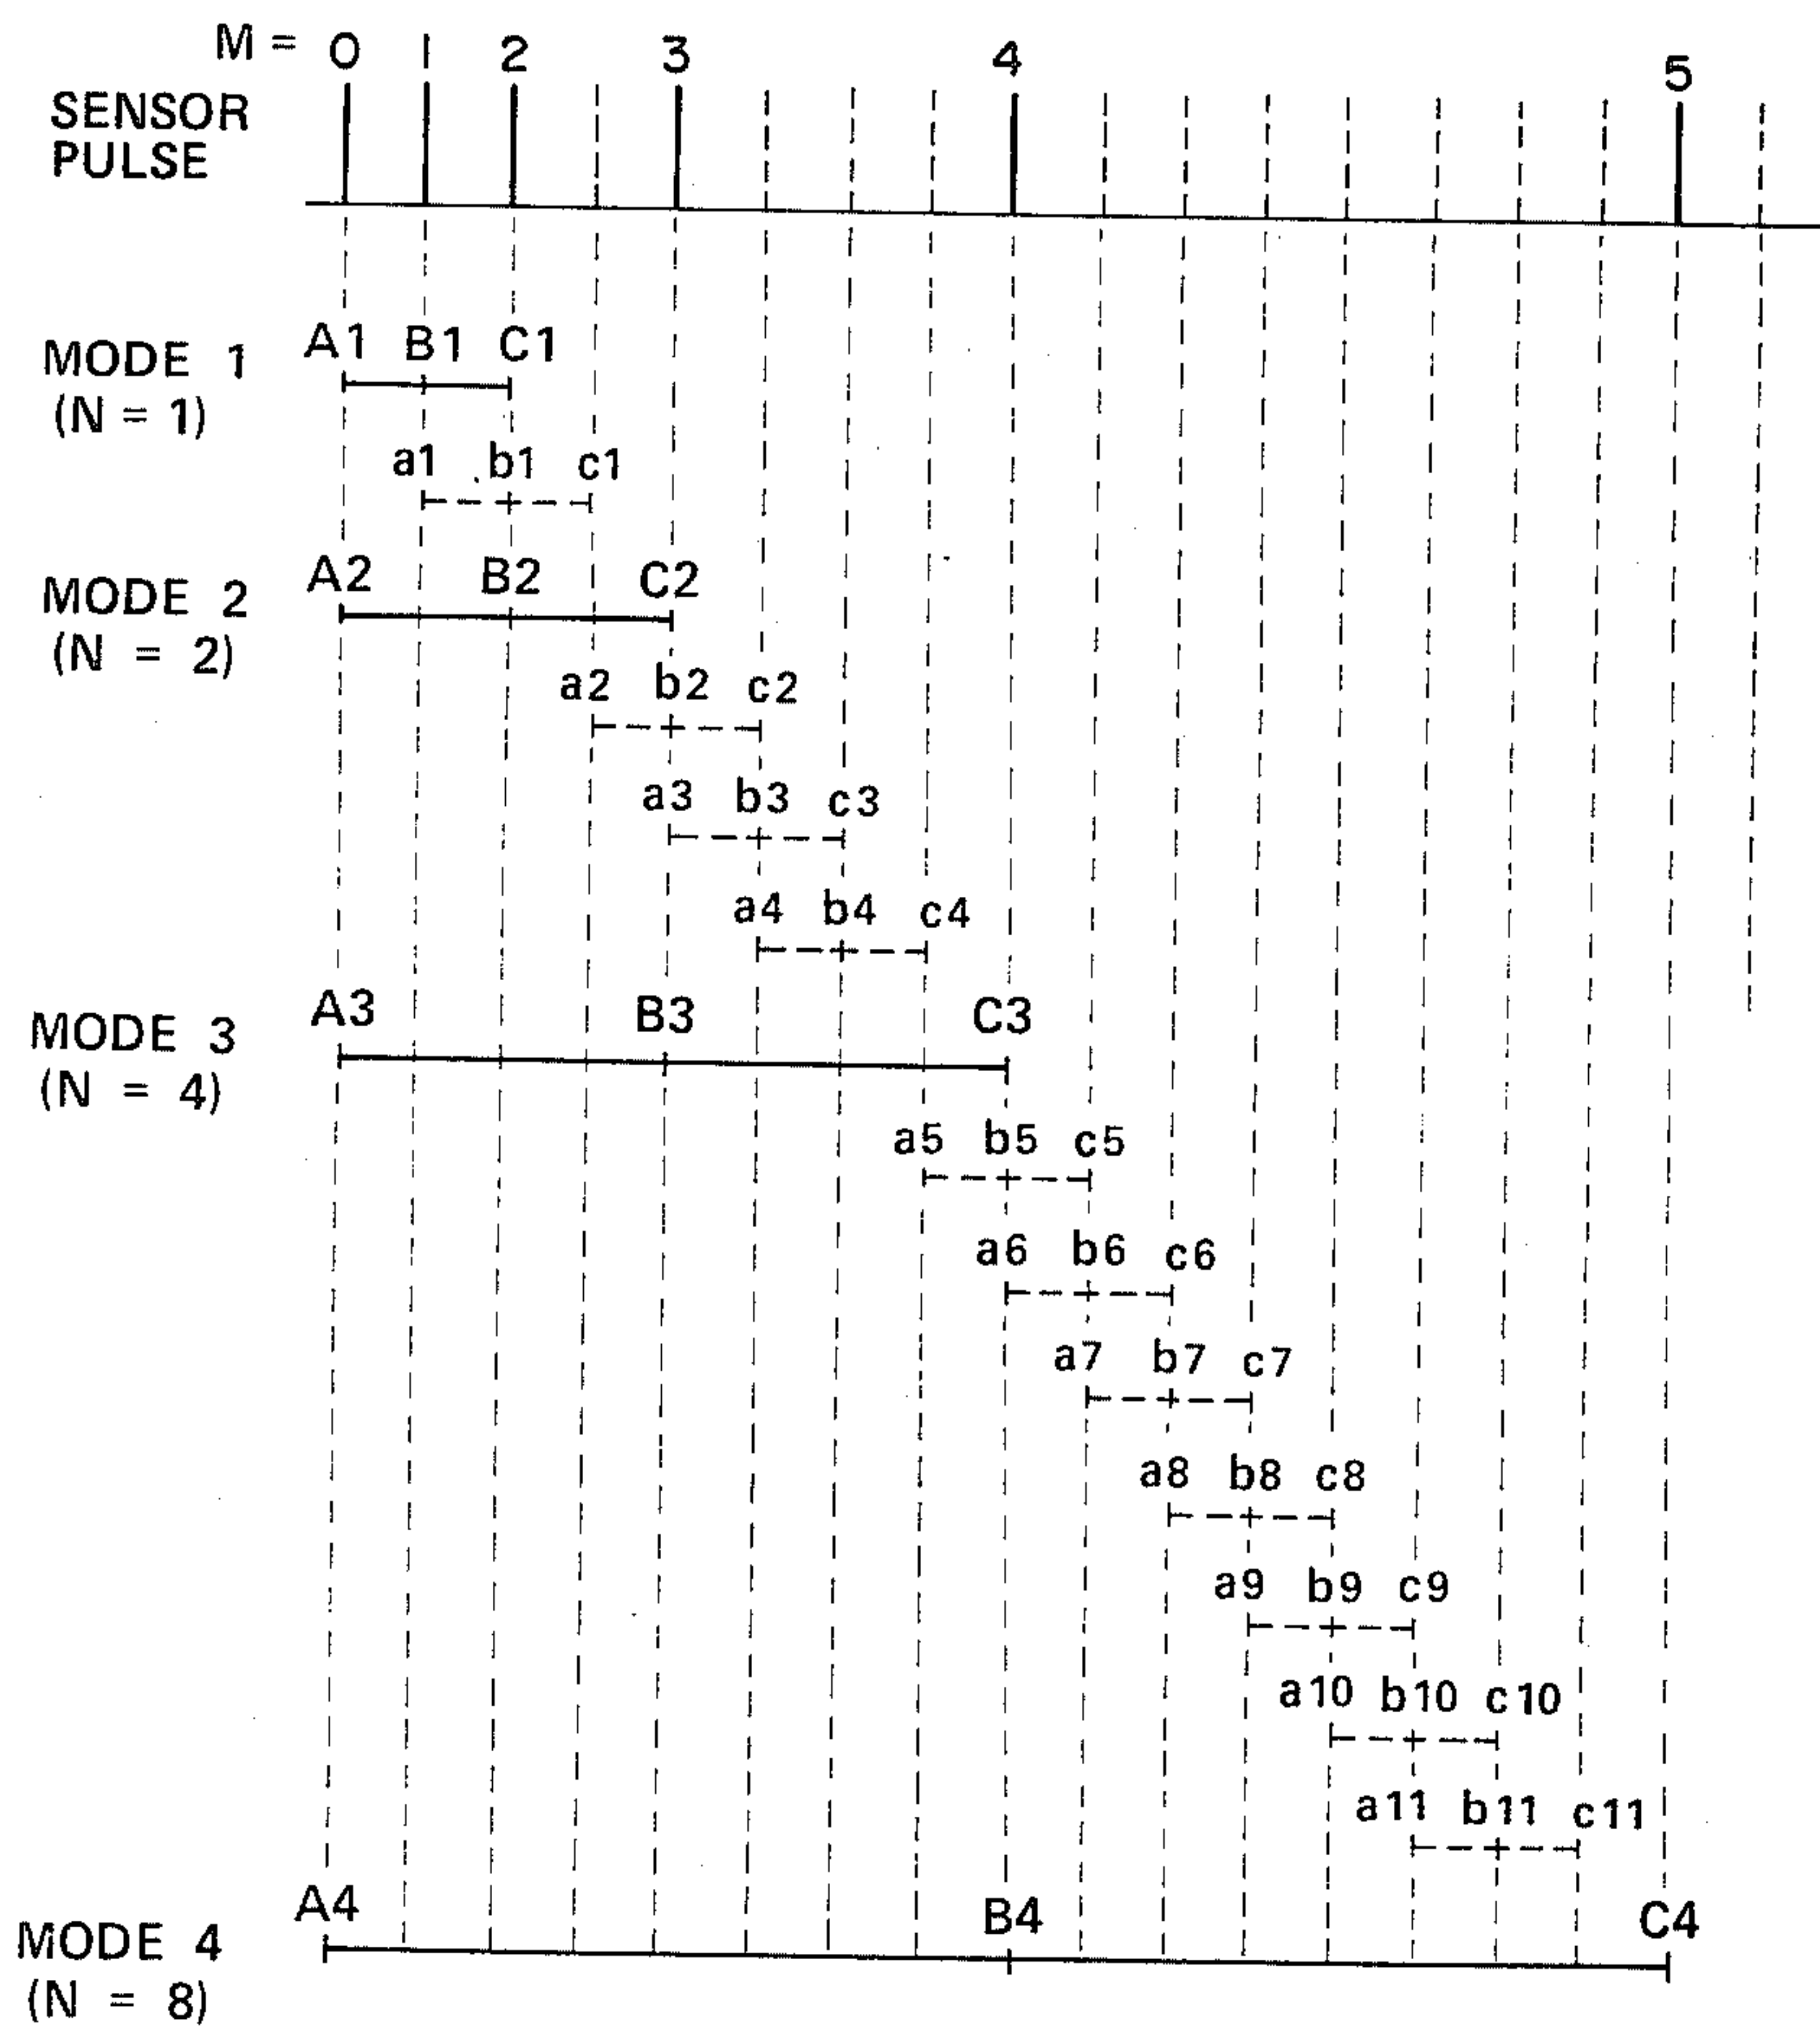 M = 0 1 2 3 4 5
SENSOR
PULSE
A1 B1 C1
MODE 1
(N = 1)
a1 b1 c1
A2 B2 C2
MODE 2
(N = 2)
a2 b2 c2
a3 b3 c3
a4 b4 c4
A3 B3 C3
MODE 3
(N = 4)
a5 b5 c5
a6 b6 c6
a7 b7 c7
a8 b8 c8
a9 b9 c9
a10 b10 c10
a11 b11 c11
A4 B4 C4
MODE 4
(N = 8)